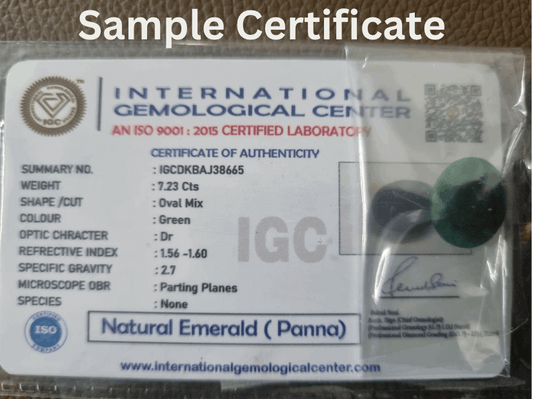 Sample Certificate
INTERNATIONAL
GEMOLOGICAL CENTER
AN ISO 9001 : 2015 CERTIFIED LABORATORY
IGC
CERTIFICATE OF AUTHENTICITY
SUMMARY NO. : IGCDKBAJ38665
WEIGHT : 7.23 Cts
SHAPE /CUT : Oval Mix
COLOUR : Green
OPTIC CHRACTER : Dr
REFRACTIVE INDEX : 1.56 -1.60
SPECIFIC GRAVITY : 2.7
MICROSCOPE OBR : Parting Planes
SPECIES : None
IGC
ISO
Natural Emerald ( Panna)
www.internationalgemologicalcenter.com